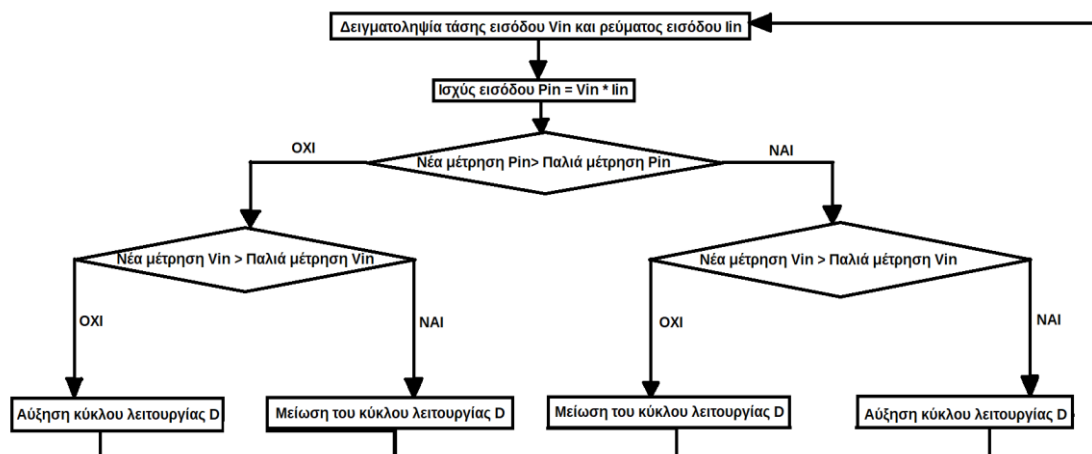 Δειγματοληψία τάσης εισόδου Vin και ρεύματος εισόδου Iin
Ισχύς εισόδου Pin = Vin * Iin
ΟΧΙ
ΝΑΙ
Νέα μέτρηση Pin> Παλιά μέτρηση Pin
Νέα μέτρηση Vin > Παλιά μέτρηση Vin
Νέα μέτρηση Vin > Παλιά μέτρηση Vin
ΟΧΙ
ΝΑΙ
ΟΧΙ
ΝΑΙ
Αύξηση κύκλου λειτουργίας D
Μείωση του κύκλου λειτουργίας D
Μείωση του κύκλου λειτουργίας D
Αύξηση κύκλου λειτουργίας D